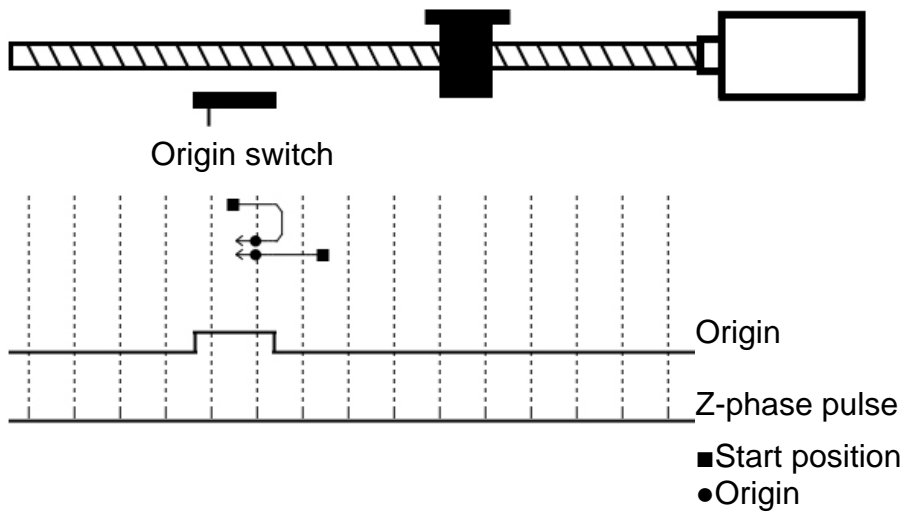 Origin switch
Origin
Z-phase pulse
■Start position
●Origin